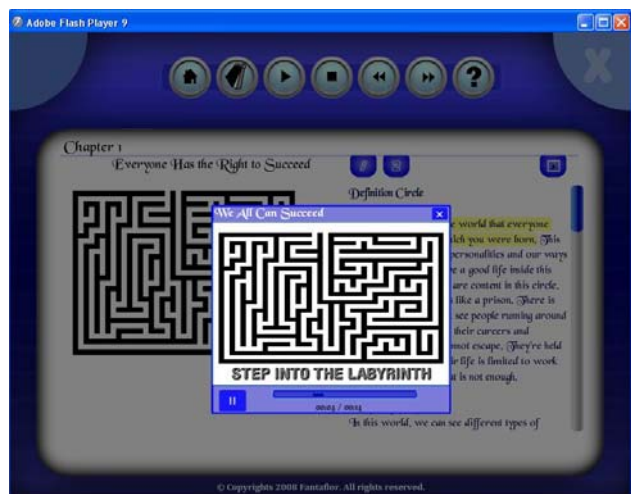 Adobe Flash Player 9
X
?
Chapter 1
Everyone Has the Right to Succeed
Definition Circle
We All Can Succeed
world that everyone
which you were born, This
personalities and our ways
a good life inside this
are content in this circle,
like a prison, There is
see people running around
their careers and
not escape, They're held
life is limited to work
is not enough,
STEP INTO THE LABYRINTH
In this world, we can see different types of
© Copyrights 2008 Fantaflor. All rights reserved.